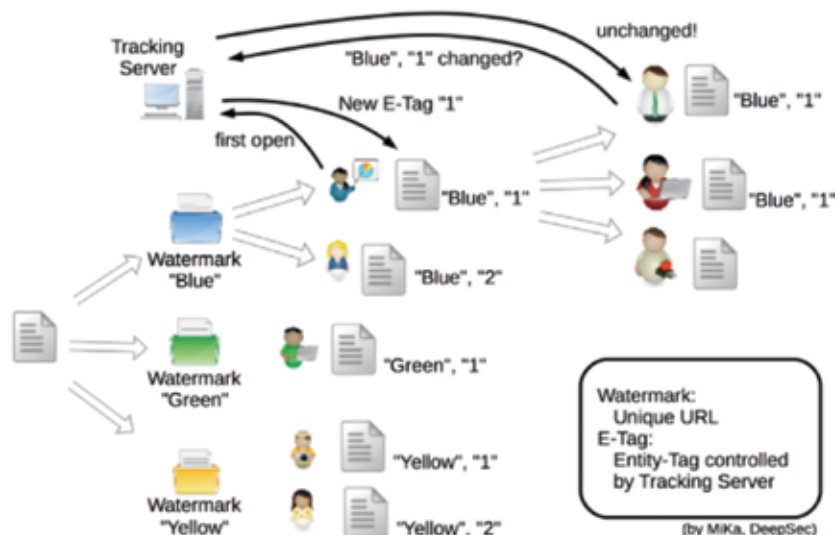 Tracking
Server
unchanged!
"Blue", "1" changed?
"Blue", "1"
New E-Tag "1"
first open
"Blue", "1"
"Blue", "1"
Watermark
"Blue"
"Blue", "2"
Watermark
"Green"
"Green", "1"
Watermark
"Yellow"
"Yellow", "1"
"Yellow", "2"
Watermark:
Unique URL
E-Tag:
Entity-Tag controlled
by Tracking Server
(by MiKa, DeepSec)